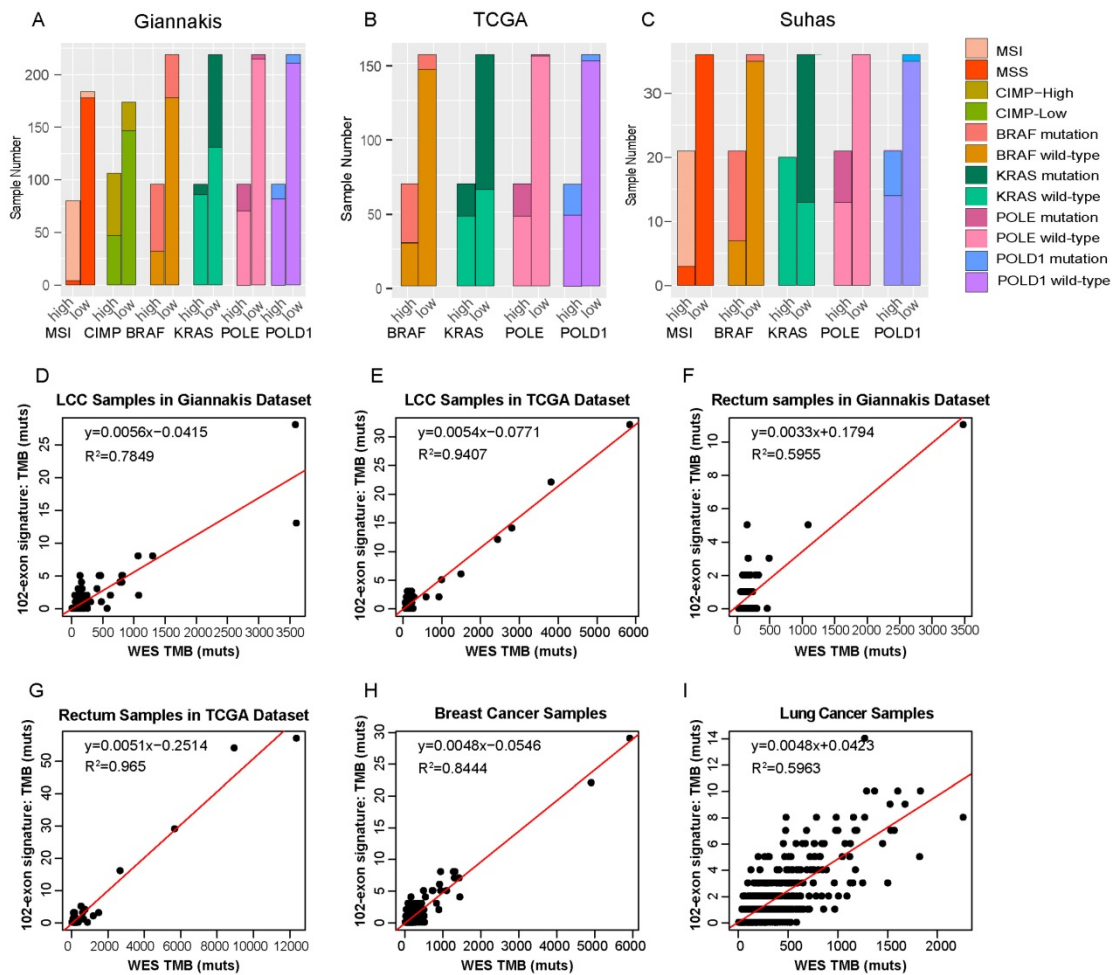 A
Giannakis
B
TCGA
C
Suhas
Sample Number
200
150
100
50
0
high
low
high
low
high
low
high
low
high
low
high
low
MSI CIMP BRAF KRAS POLE POLD1
Sample Number
150
100
50
0
high
low
high
low
high
low
high
low
BRAF KRAS POLE POLD1
Sample Number
30
20
10
0
high
low
high
low
high
low
high
low
high
low
MSI BRAF KRAS POLE POLD1
MSI
MSS
CIMP−High
CIMP-Low
BRAF mutation
BRAF wild-type
KRAS mutation
KRAS wild-type
POLE mutation
POLE wild-type
POLD1 mutation
POLD1 wild-type
D
LCC Samples in Giannakis Dataset
y=0.0056x−0.0415
R²=0.7849
102-exon signature: TMB (muts)
25
20
15
10
5
0
0 500 1000 1500 2000 2500 3000 3500
WES TMB (muts)
E
LCC Samples in TCGA Dataset
y=0.0054x−0.0771
R²=0.9407
102-exon signature: TMB (muts)
30
25
20
15
10
5
0
0 1000 2000 3000 4000 5000 6000
WES TMB (muts)
F
Rectum samples in Giannakis Dataset
y=0.0033x+0.1794
R²=0.5955
102-exon signature: TMB (muts)
10
8
6
4
2
0
0 500 1000 1500 2000 2500 3000 3500
WES TMB (muts)
G
Rectum Samples in TCGA Dataset
y=0.0051x−0.2514
R²=0.965
102-exon signature: TMB (muts)
50
40
30
20
10
0
0 2000 4000 6000 8000 10000 12000
WES TMB (muts)
H
Breast Cancer Samples
y=0.0048x−0.0546
R²=0.8444
102-exon signature: TMB (muts)
30
25
20
15
10
5
0
0 1000 2000 3000 4000 5000 6000
WES TMB (muts)
I
Lung Cancer Samples
y=0.0048x+0.0423
R²=0.5963
102-exon signature: TMB (muts)
14
12
10
8
6
4
2
0
0 500 1000 1500 2000
WES TMB (muts)